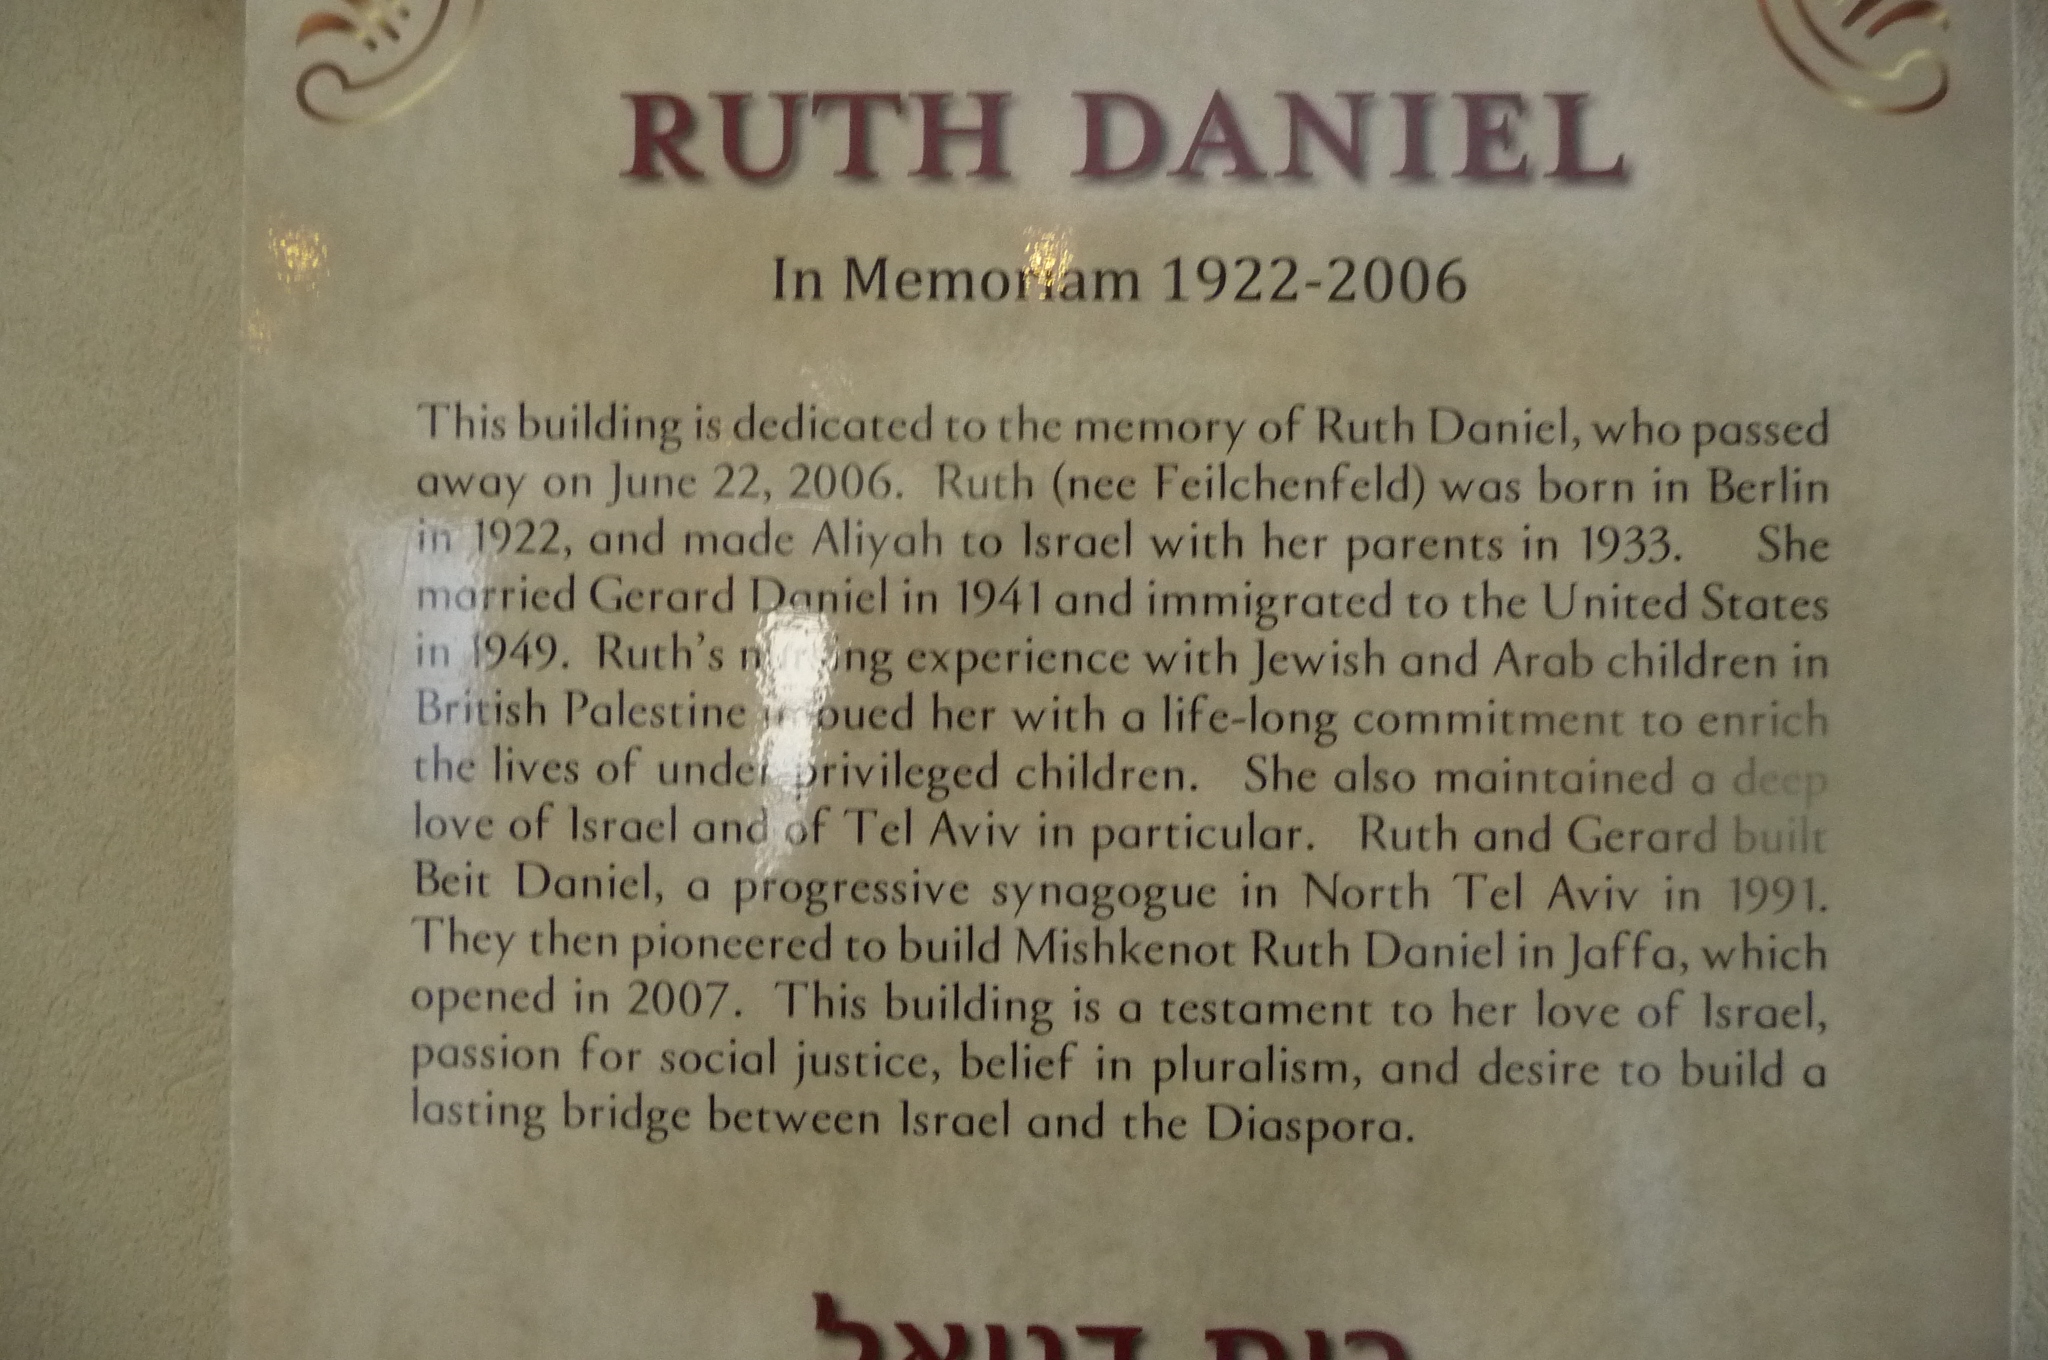 RUTH DANIEL
In Memoriam 1922-2006
This building is dedicated to the memory of Ruth Daniel, who passed
away on June 22, 2006. Ruth (nee Feilchenfeld) was born in Berlin
in 1922, and made Aliyah to Israel with her parents in 1933. She
married Gerard Daniel in 1941 and immigrated to the United States
in 1949. Ruth's nursing experience with Jewish and Arab children in
British Palestine imbued her with a life-long commitment to enrich
the lives of under privileged children. She also maintained a deep
love of Israel and of Tel Aviv in particular. Ruth and Gerard built
Beit Daniel, a progressive synagogue in North Tel Aviv in 1991.
They then pioneered to build Mishkenot Ruth Daniel in Jaffa, which
opened in 2007. This building is a testament to her love of Israel,
passion for social justice, belief in pluralism, and desire to build a
lasting bridge between Israel and the Diaspora.
רות דניאל